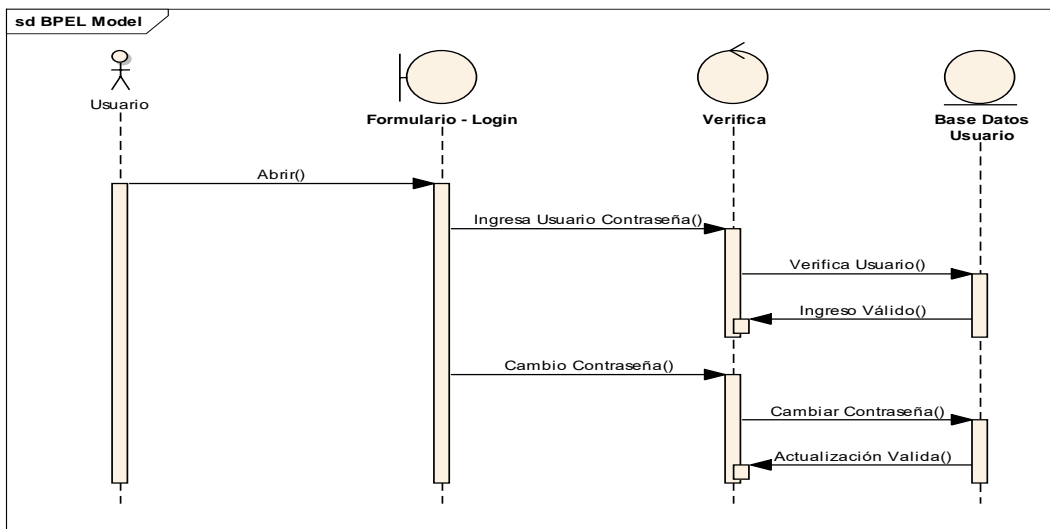 sd BPEL Model
Usuario
Formulario - Login
Verifica
Base Datos
Usuario
Abrir()
Ingresa Usuario Contraseña()
Verifica Usuario()
Ingreso Válido()
Cambio Contraseña()
Cambiar Contraseña()
Actualización Valida()